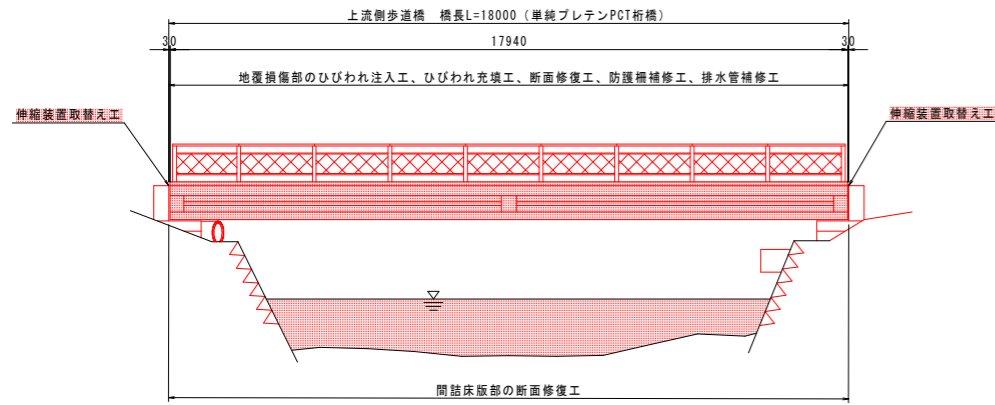 上流側歩道橋　橋長L=18000（単純プレテンPCT桁橋）
30 17940 30
地覆損傷部のひびわれ注入工、ひびわれ充填工、断面修復工、防護柵補修工、排水管補修工
伸縮装置取替え工 伸縮装置取替え工
間詰床版部の断面修復工